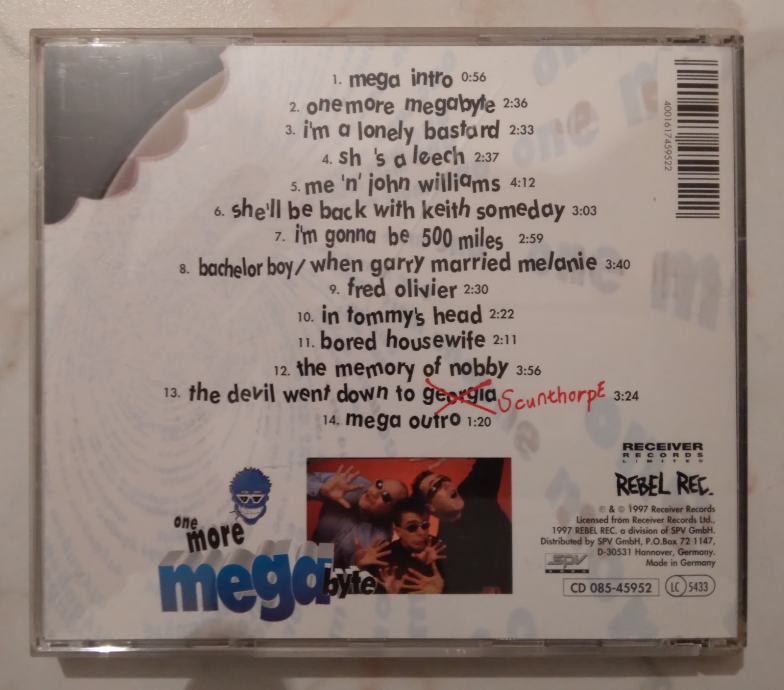 1. mega intro 0:56
2. one more megabyte 2:36
3. i'm a lonely bastard 2:33
4. sh 's a leech 2:37
5. me 'n' john williams 4:12
6. she'll be back with keith someday 3:03
7. i'm gonna be 500 miles 2:59
8. bachelor boy/when garry married melanie 3:40
9. fred olivier 2:30
10. in tommy's head 2:22
11. bored housewife 2:11
12. the memory of nobby 3:56
13. the devil went down to georgia Scunthorpe 3:24
14. mega outro 1:20
4001617459522
one
more
megabyte
RECEIVER
RECORDS
LIMITED
REBEL REC.
℗ & © 1997 Receiver Records
Licensed from Receiver Records Ltd.,
1997 REBEL REC. a division of SPV GmbH,
Distributed by SPV GmbH, P.O.Box 72 1147,
D-30531 Hannover, Germany.
Made in Germany
SPV
CD 085-45952
LC 5433